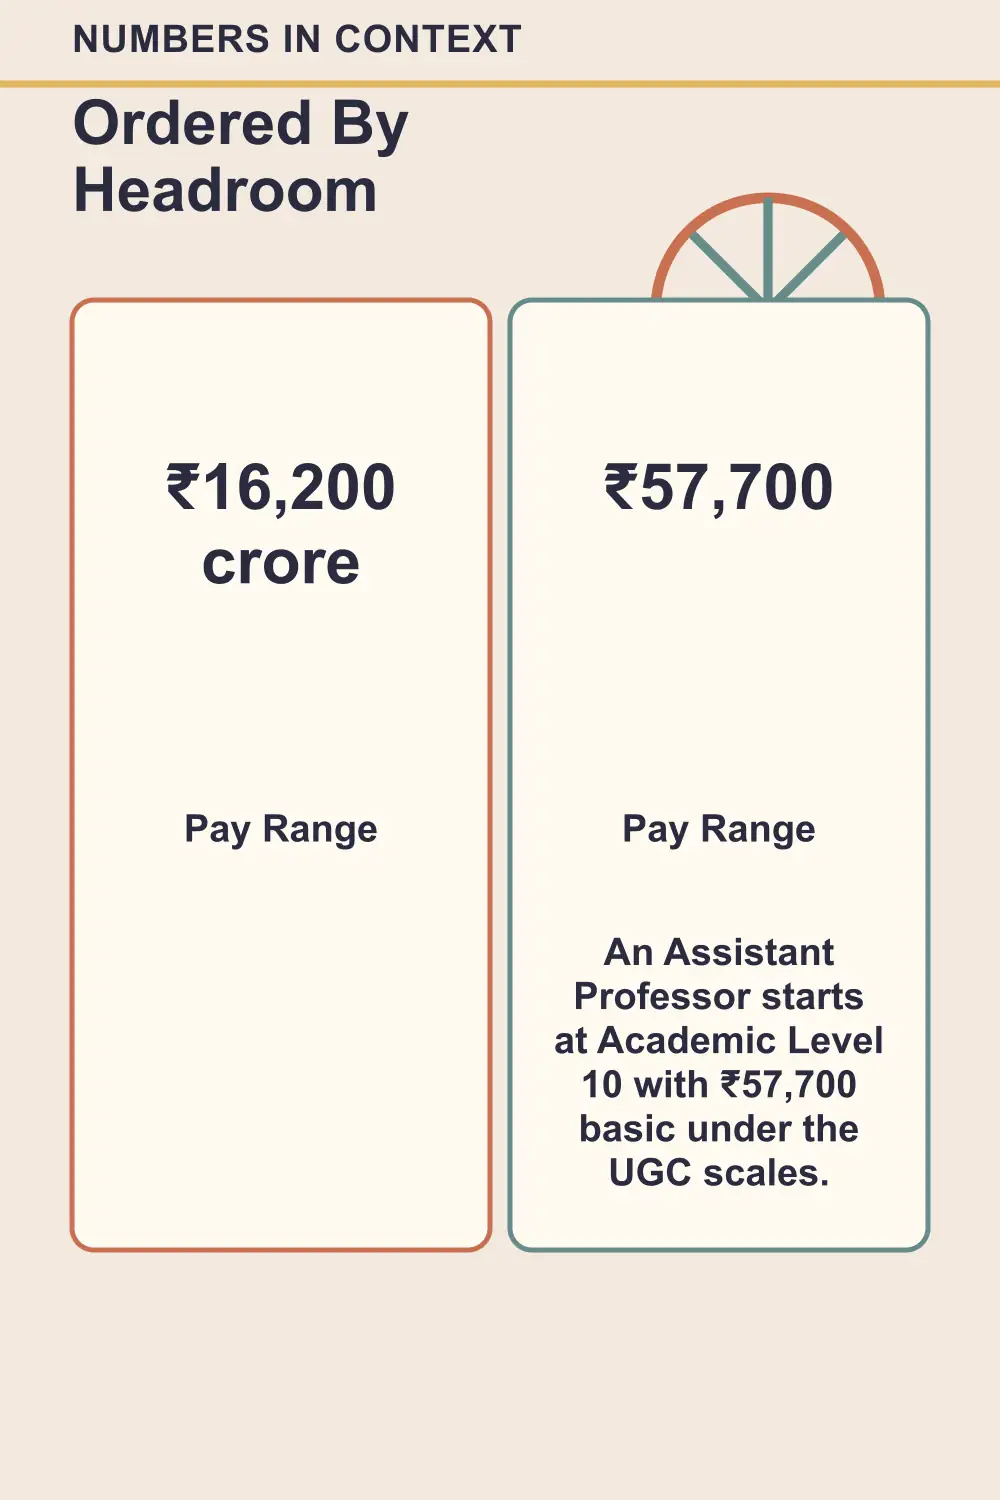 NUMBERS IN CONTEXT
Ordered By
Headroom
₹16,200
crore
Pay Range
₹57,700
Pay Range
An Assistant
Professor starts
at Academic Level
10 with ₹57,700
basic under the
UGC scales.